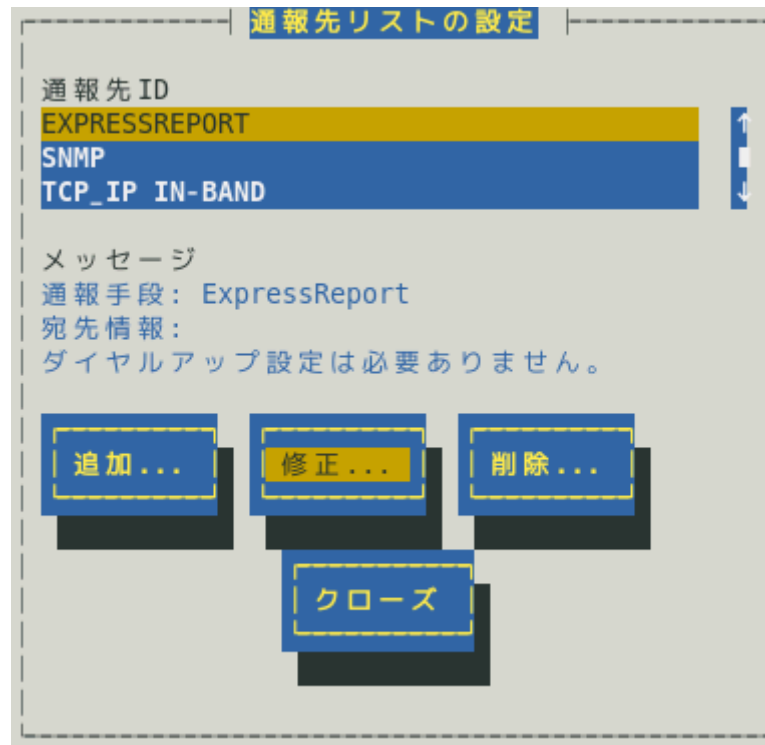 通報先リストの設定
通報先ID
EXPRESSREPORT
SNMP
TCP_IP IN-BAND
メッセージ
通報手段: ExpressReport
宛先情報:
ダイヤルアップ設定は必要ありません。
追加... 修正... 削除...
クローズ